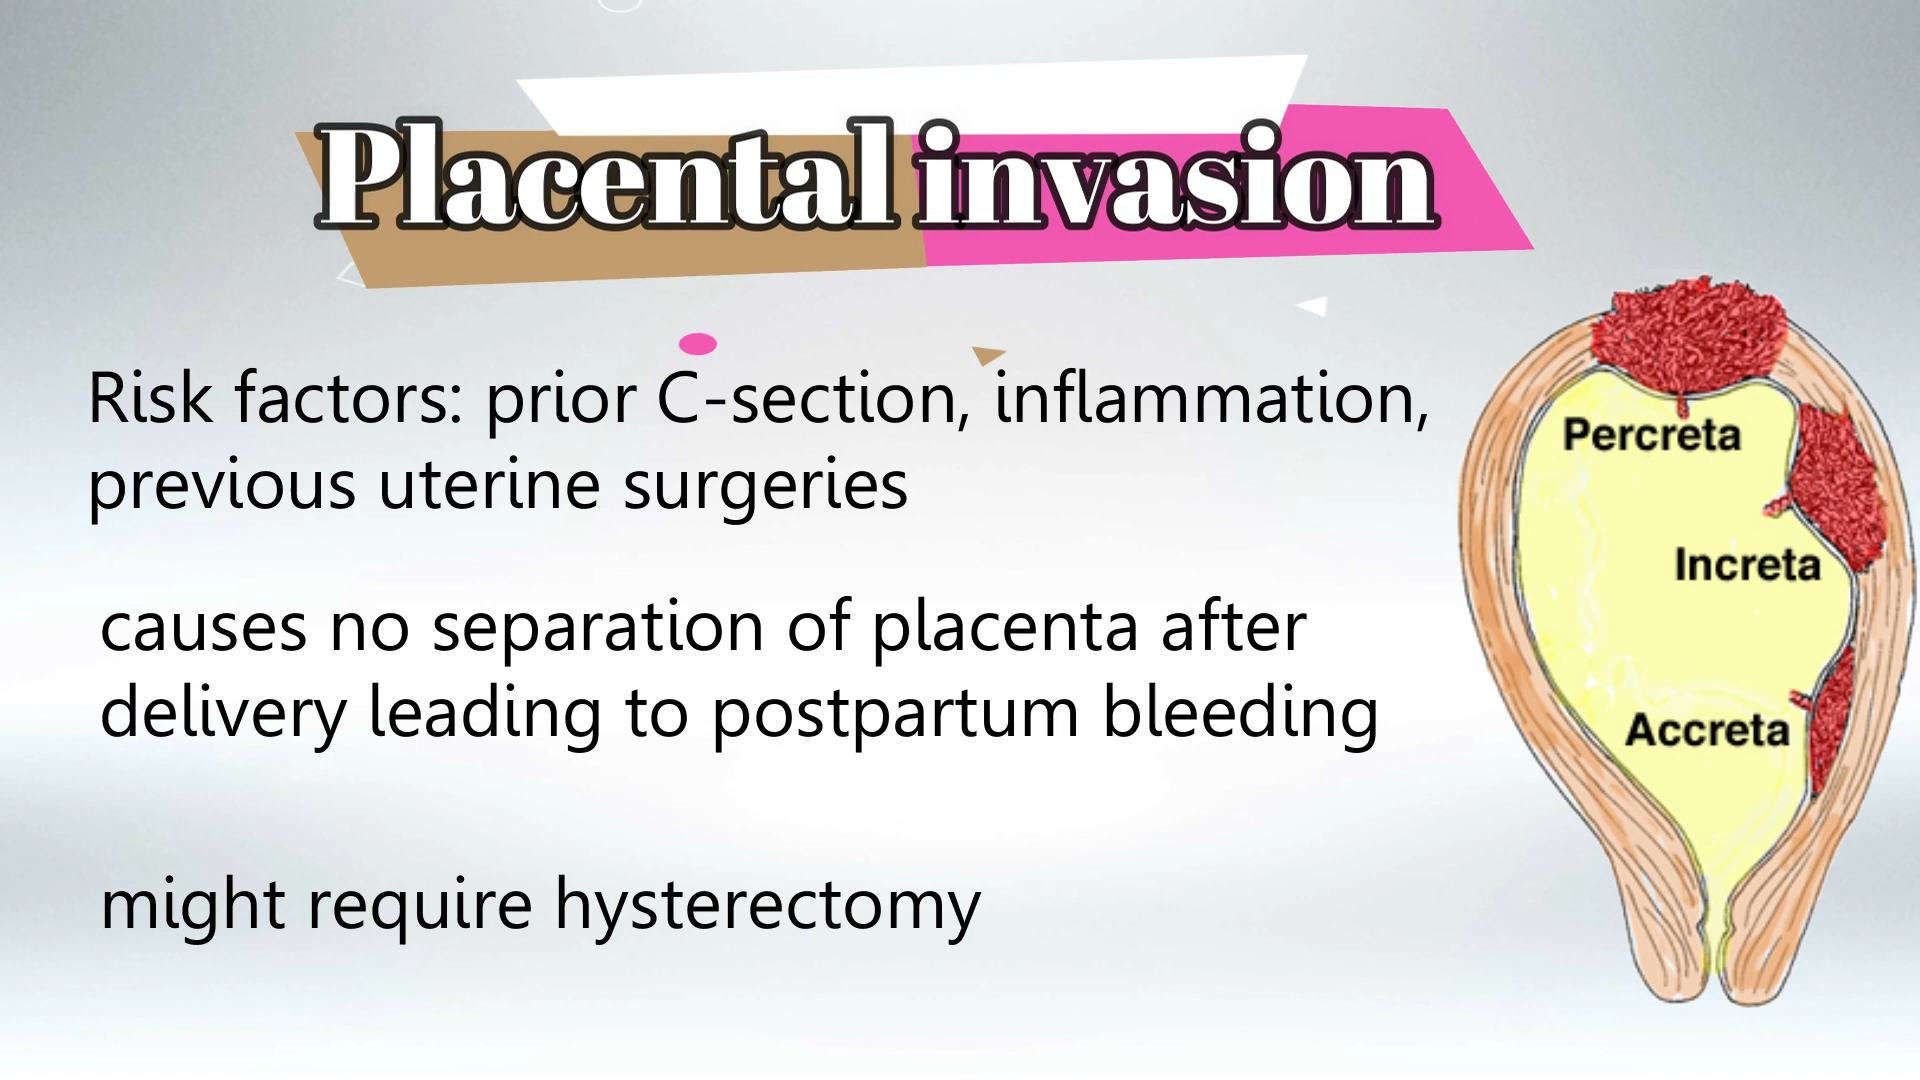 Placental invasion
Risk factors: prior C-section, inflammation,
previous uterine surgeries
causes no separation of placenta after
delivery leading to postpartum bleeding
might require hysterectomy
Percreta
Increta
Accreta